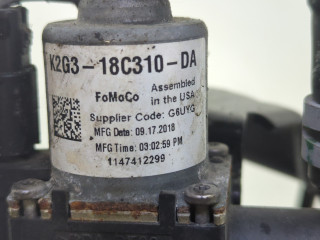 K2G3-18C310-DA
FoMoCo
Assembled
in the USA
Supplier Code: G6UYG
MFG Date: 09.17.2018
MFG Time: 03:02:59 PM
1147412299